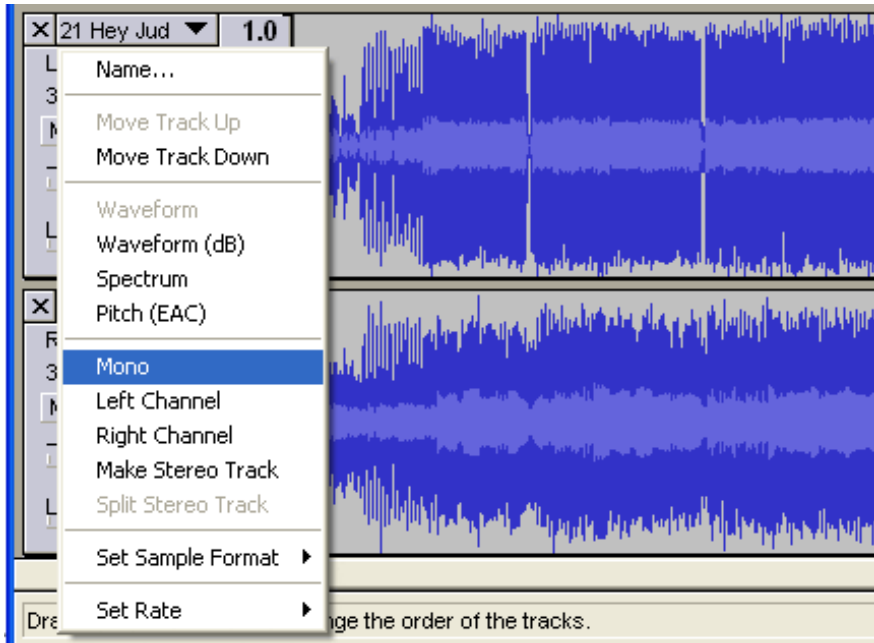 21 Hey Jud
1.0
L
3
Name...
Move Track Up
Move Track Down
Waveform
Waveform (dB)
Spectrum
Pitch (EAC)
L
R
3
Mono
Left Channel
Right Channel
Make Stereo Track
Split Stereo Track
L
Set Sample Format
Set Rate
Dra
nge the order of the tracks.